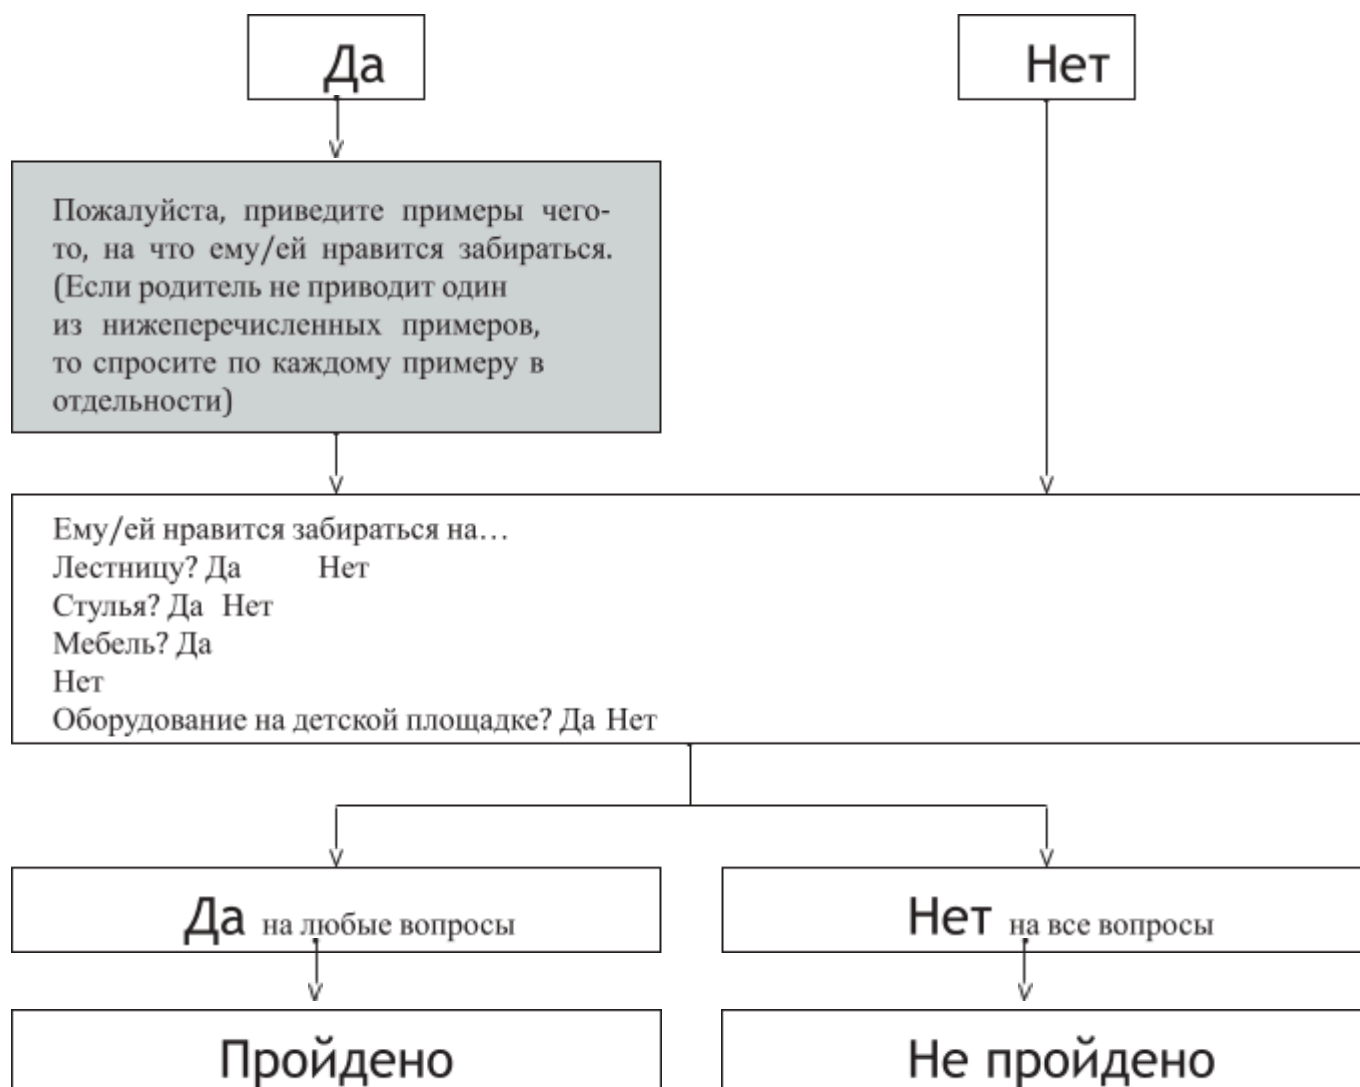 Да
Нет
Пожалуйста, приведите примеры чего-
то, на что ему/ей нравится забираться.
(Если родитель не приводит один
из нижеперечисленных примеров,
то спросите по каждому примеру в
отдельности)
Ему/ей нравится забираться на…
Лестницу? Да Нет
Стулья? Да Нет
Мебель? Да
Нет
Оборудование на детской площадке? Да Нет
Да на любые вопросы
Нет на все вопросы
Пройдено
Не пройдено